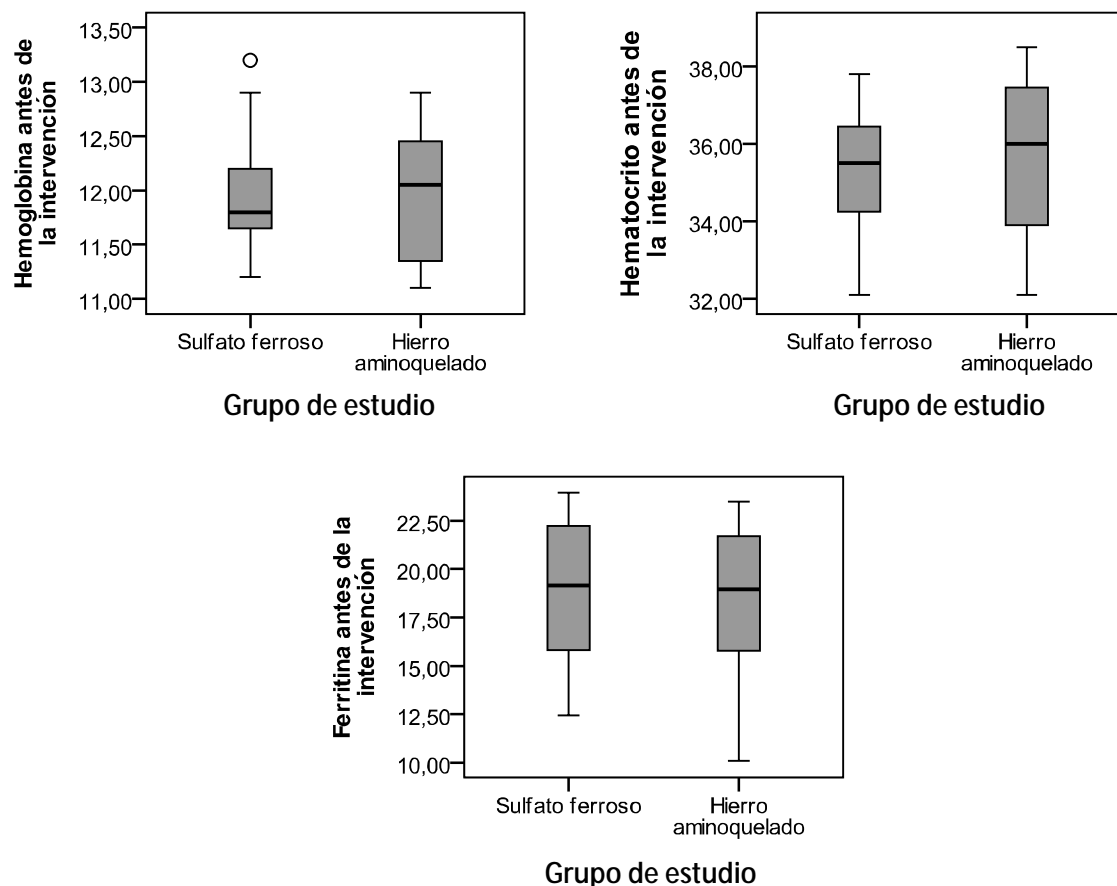 Hemoglobina antes de
la intervención
13,50
13,00
12,50
12,00
11,50
11,00
Sulfato ferroso
Hierro
aminoquelado
Grupo de estudio
Hematocrito antes de
la intervención
38,00
36,00
34,00
32,00
Sulfato ferroso
Hierro
aminoquelado
Grupo de estudio
Ferritina antes de la
intervención
22,50
20,00
17,50
15,00
12,50
10,00
Sulfato ferroso
Hierro
aminoquelado
Grupo de estudio